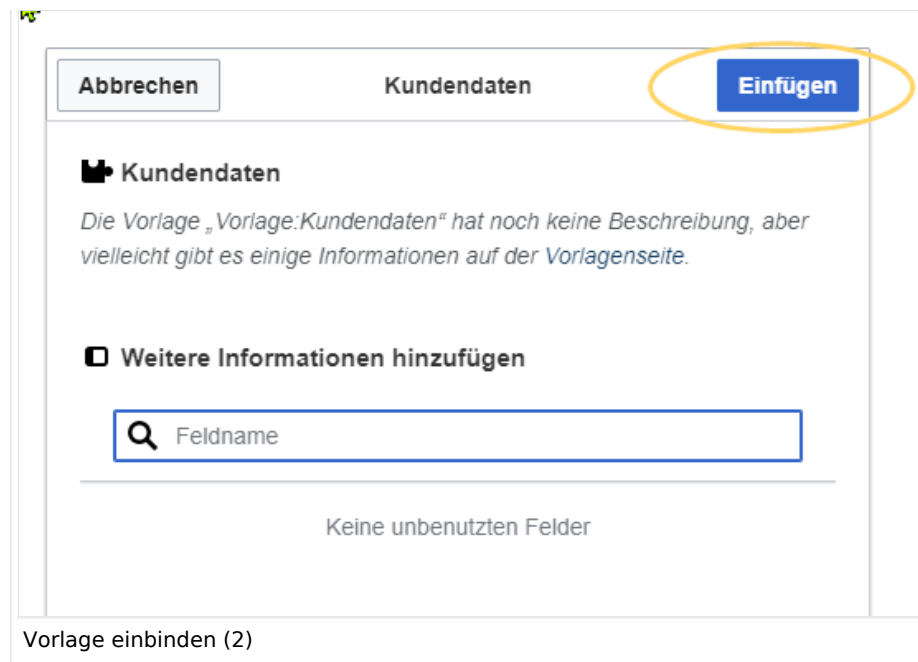 Abbrechen Kundendaten Einfügen
Kundendaten
Die Vorlage „Vorlage:Kundendaten“ hat noch keine Beschreibung, aber
vielleicht gibt es einige Informationen auf der Vorlagenseite.
Weitere Informationen hinzufügen
Feldname
Keine unbenutzten Felder
Vorlage einbinden (2)